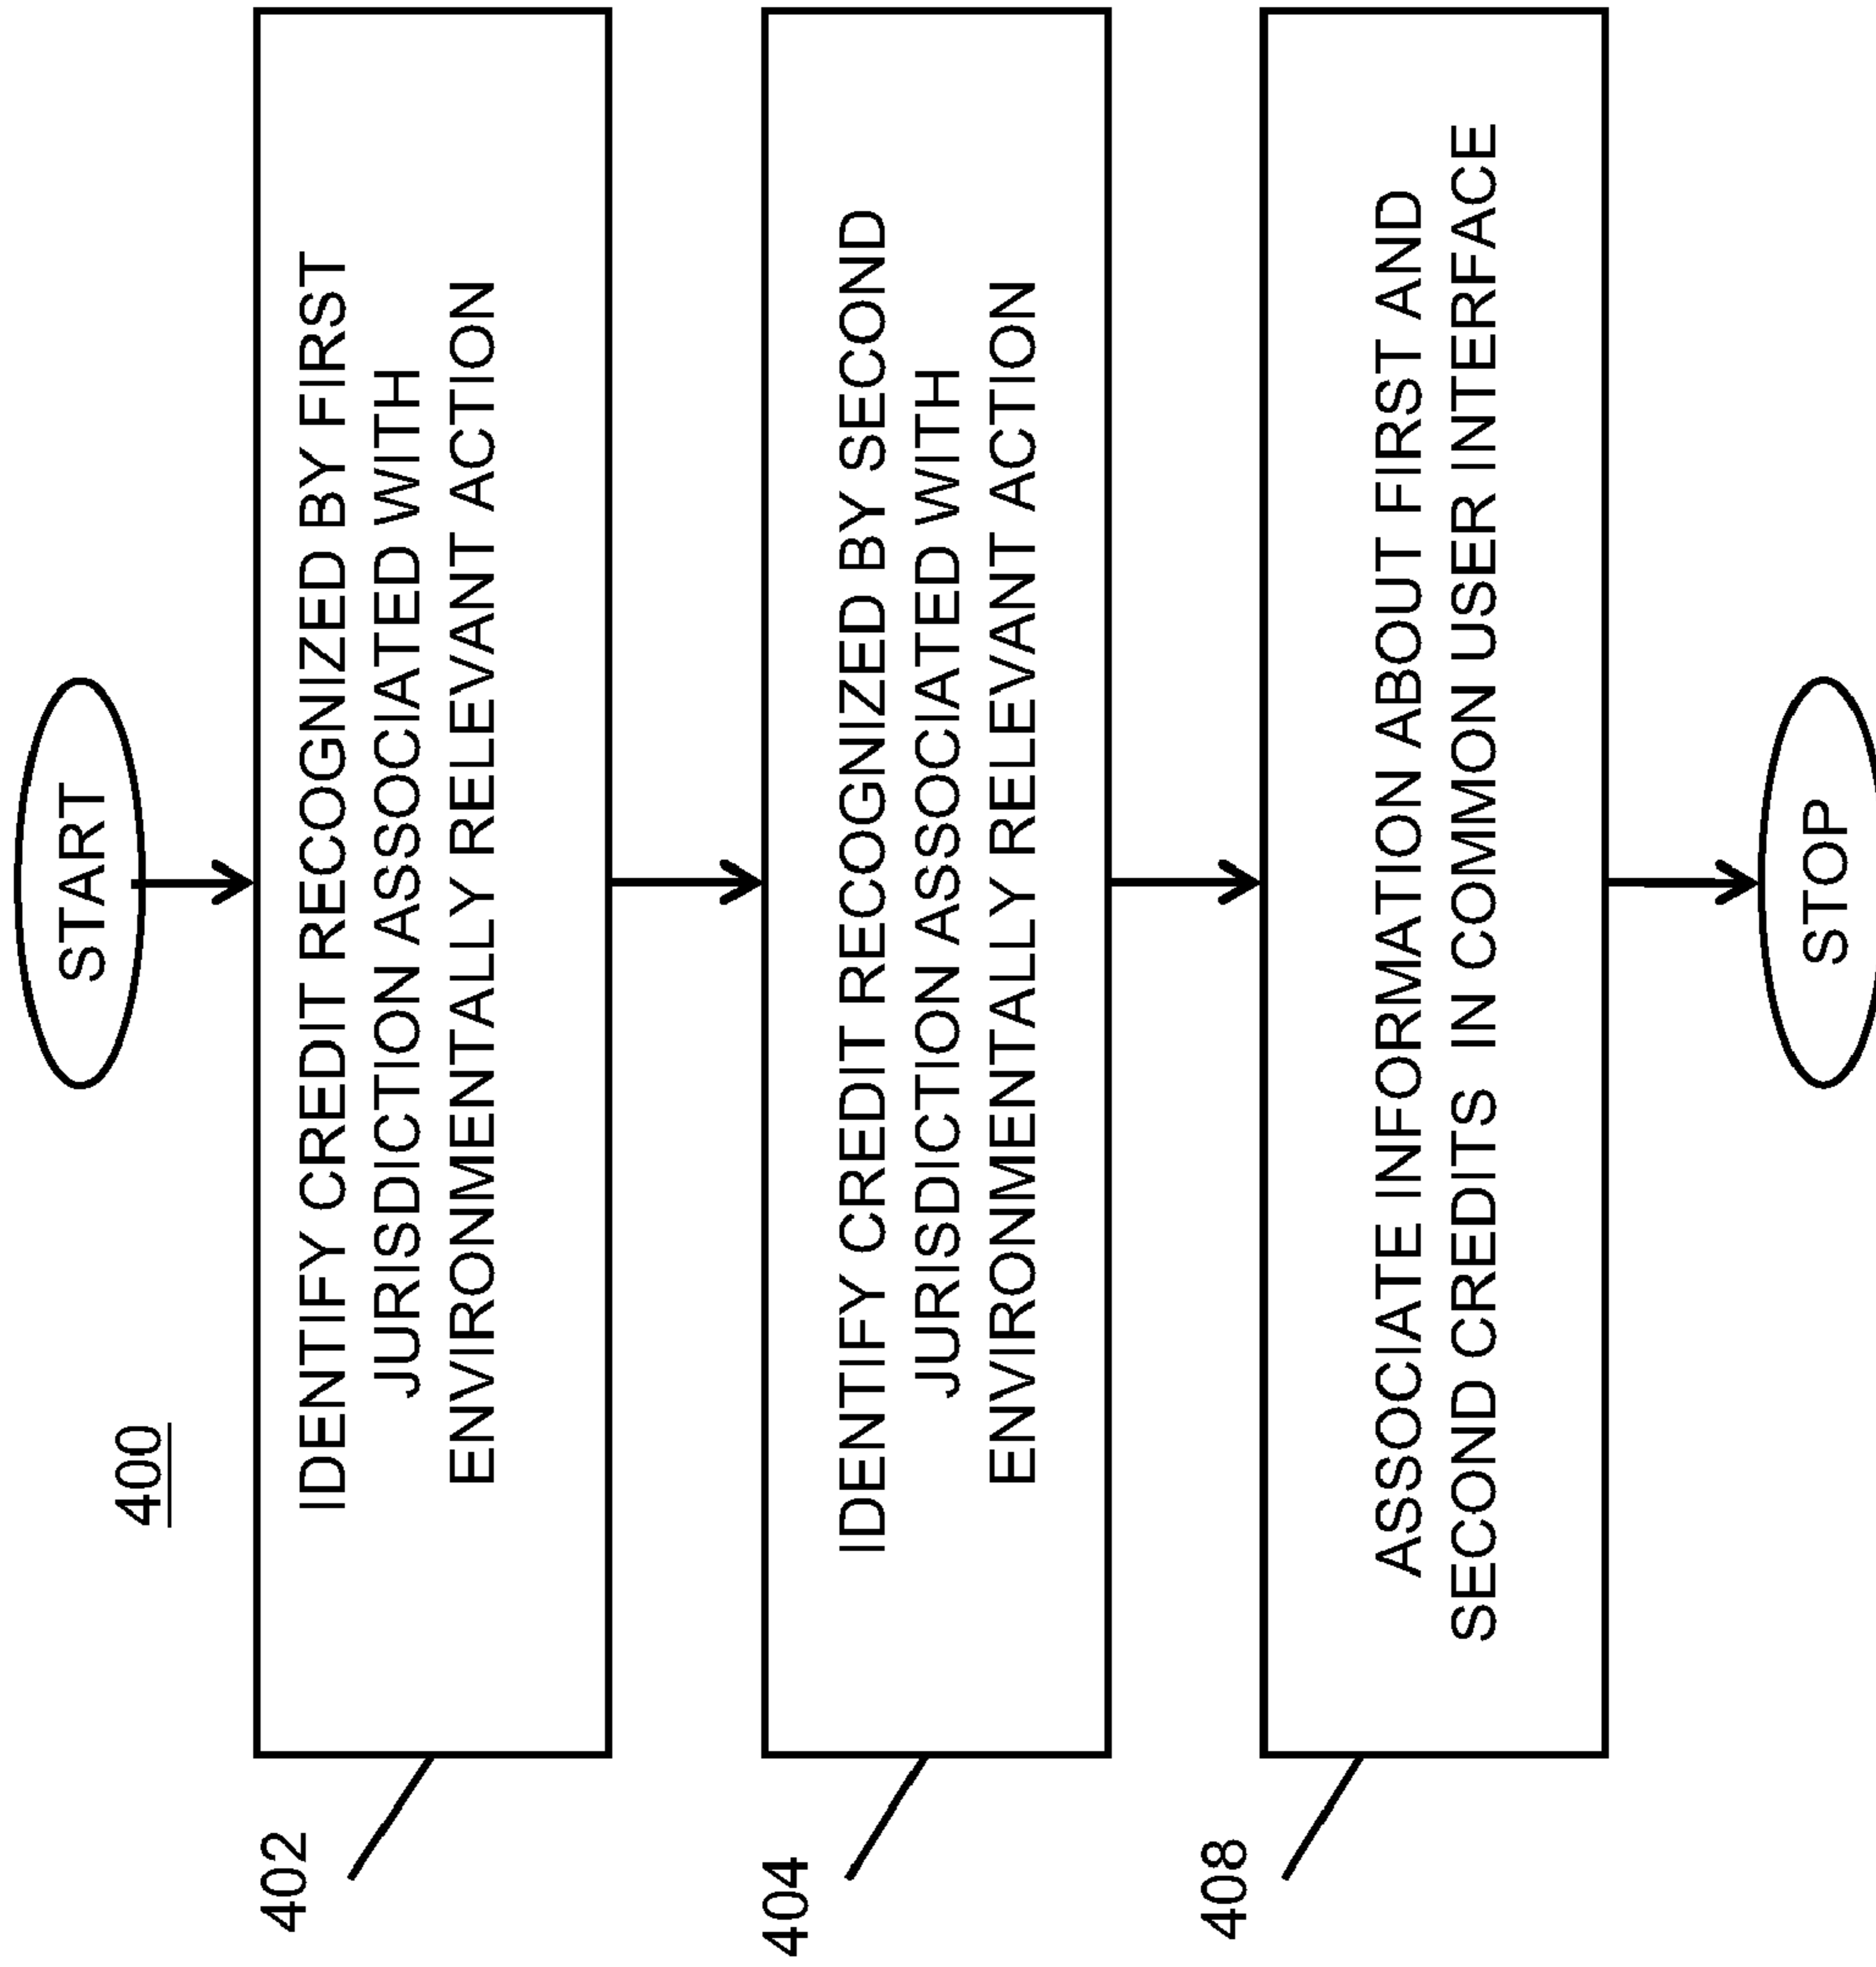 400
START
402
IDENTIFY CREDIT RECOGNIZED BY FIRST
JURISDICTION ASSOCIATED WITH
ENVIRONMENTALLY RELEVANT ACTION
404
IDENTIFY CREDIT RECOGNIZED BY SECOND
JURISDICTION ASSOCIATED WITH
ENVIRONMENTALLY RELEVANT ACTION
408
ASSOCIATE INFORMATION ABOUT FIRST AND
SECOND CREDITS IN COMMON USER INTERFACE
STOP